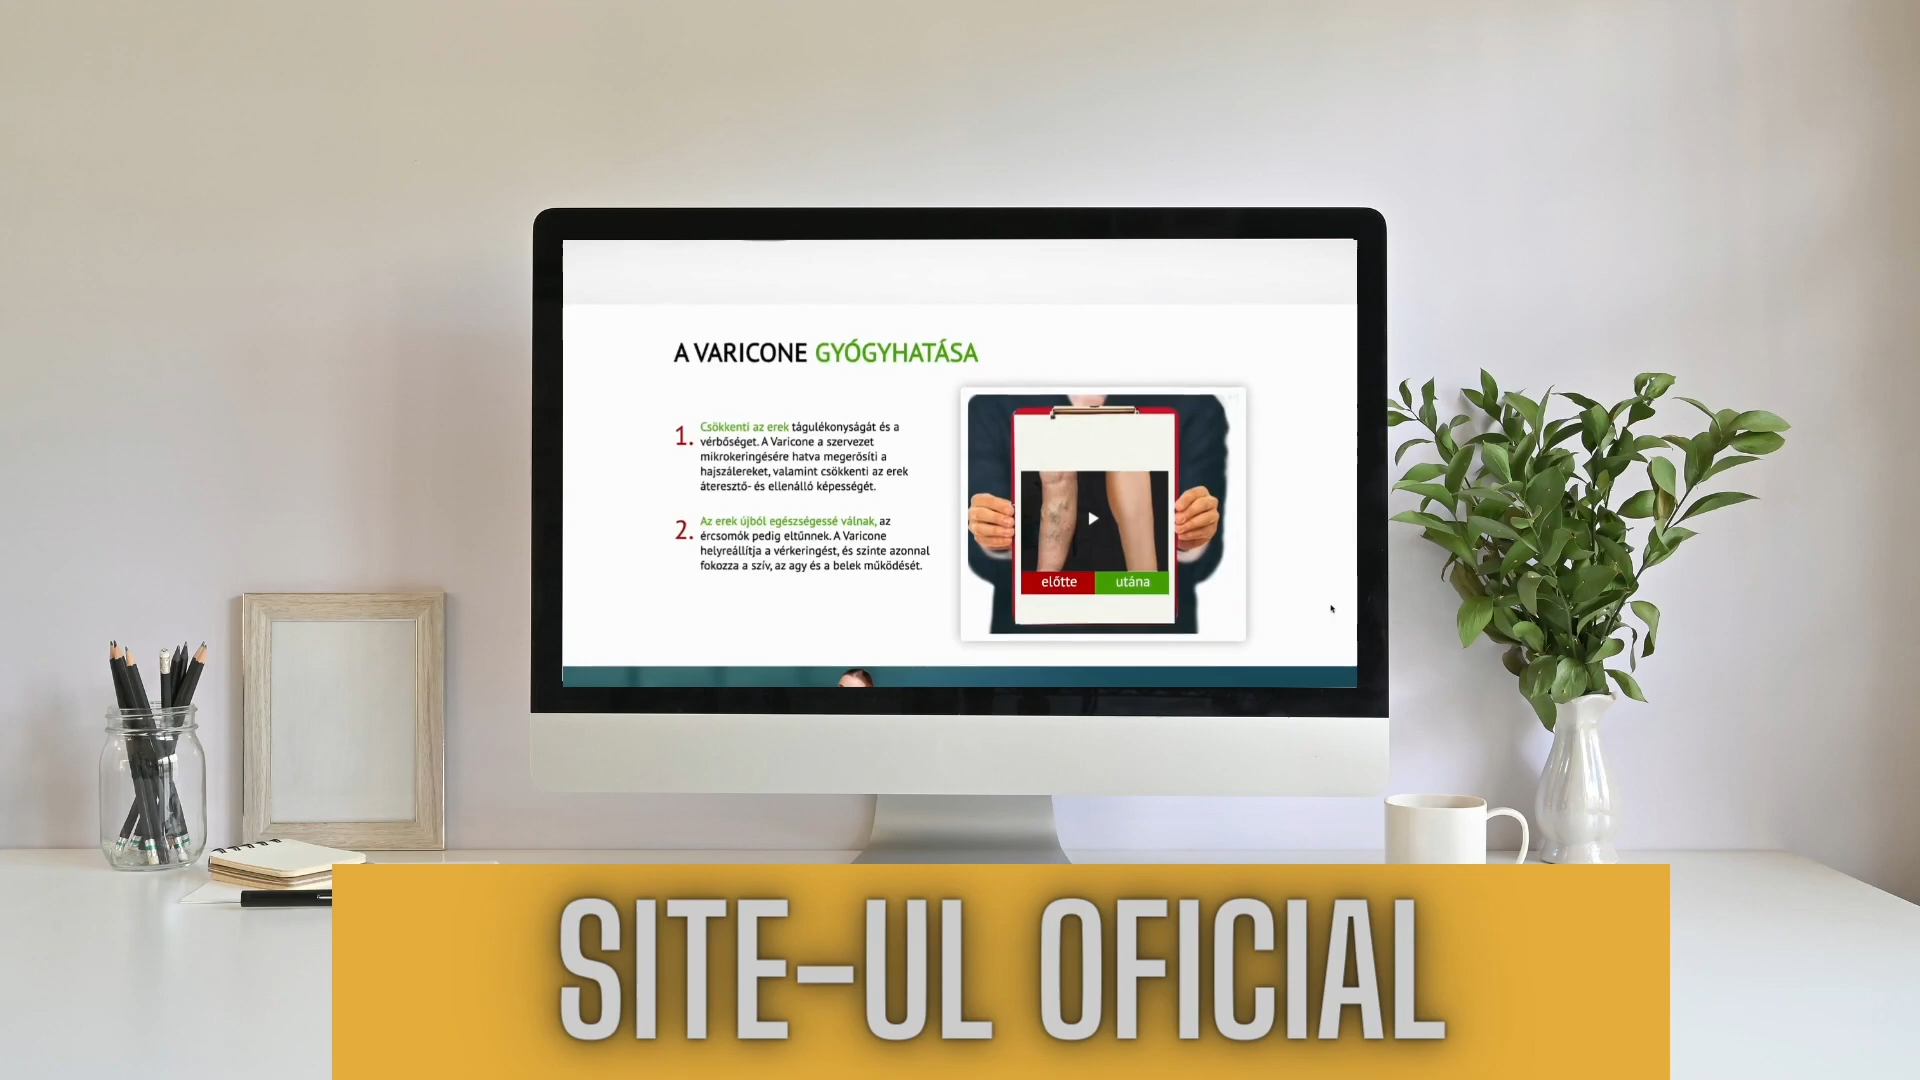 A VARICONE GYÓGYHATÁSA
1. Csökkenti az erek tágulékonyságát és a
vérbőséget. A Varicone a szervezet
mikrokeringésére hatva megerősíti a
hajszálereket, valamint csökkenti az erek
áteresztő- és ellenálló képességét.
2. Az erek újból egészségessé válnak, az
ércsomók pedig eltűnnek. A Varicone
helyreállítja a vérkeringést, és szinte azonnal
fokozza a szív, az agy és a belek működését.
előtte utána
SITE-UL OFICIAL